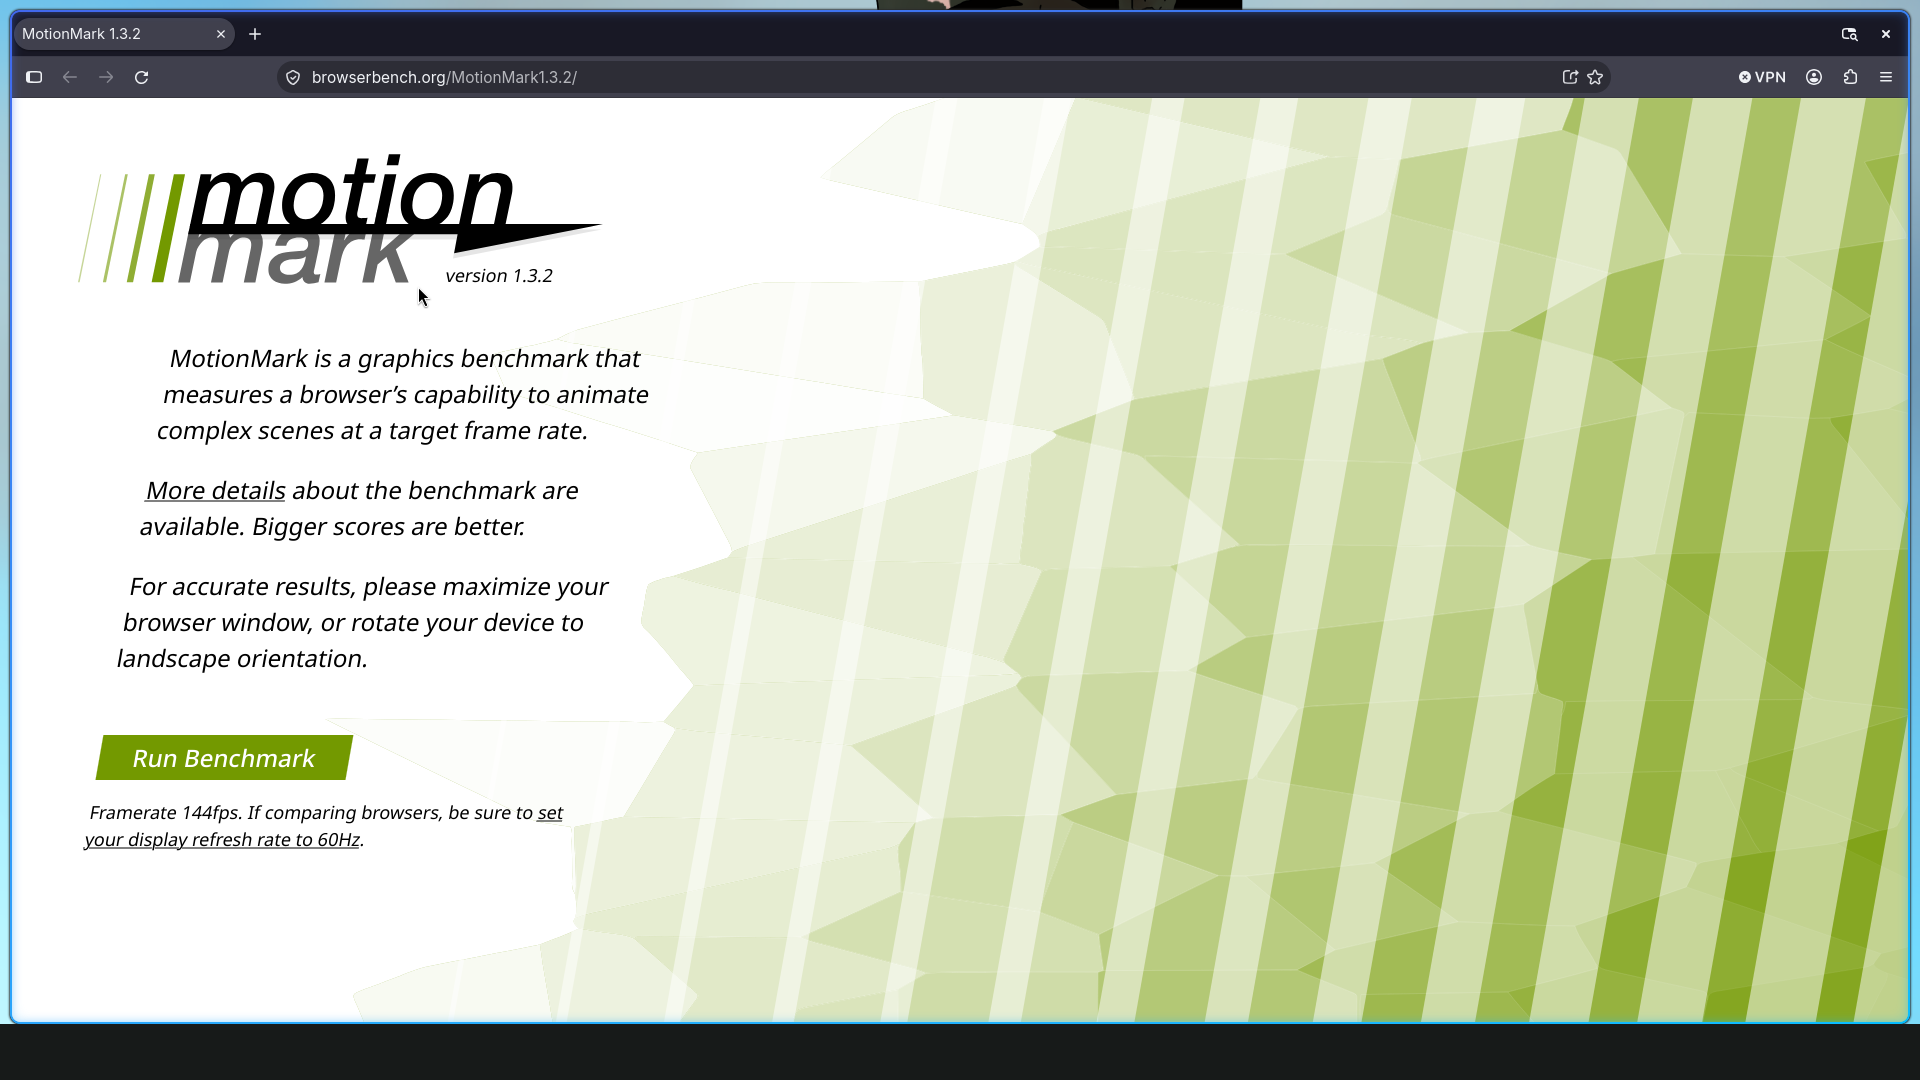 MotionMark 1.3.2
browserbench.org/MotionMark1.3.2/
VPN
motion
mark
version 1.3.2
MotionMark is a graphics benchmark that
measures a browser’s capability to animate
complex scenes at a target frame rate.
More details about the benchmark are
available. Bigger scores are better.
For accurate results, please maximize your
browser window, or rotate your device to
landscape orientation.
Run Benchmark
Framerate 144fps. If comparing browsers, be sure to set
your display refresh rate to 60Hz.